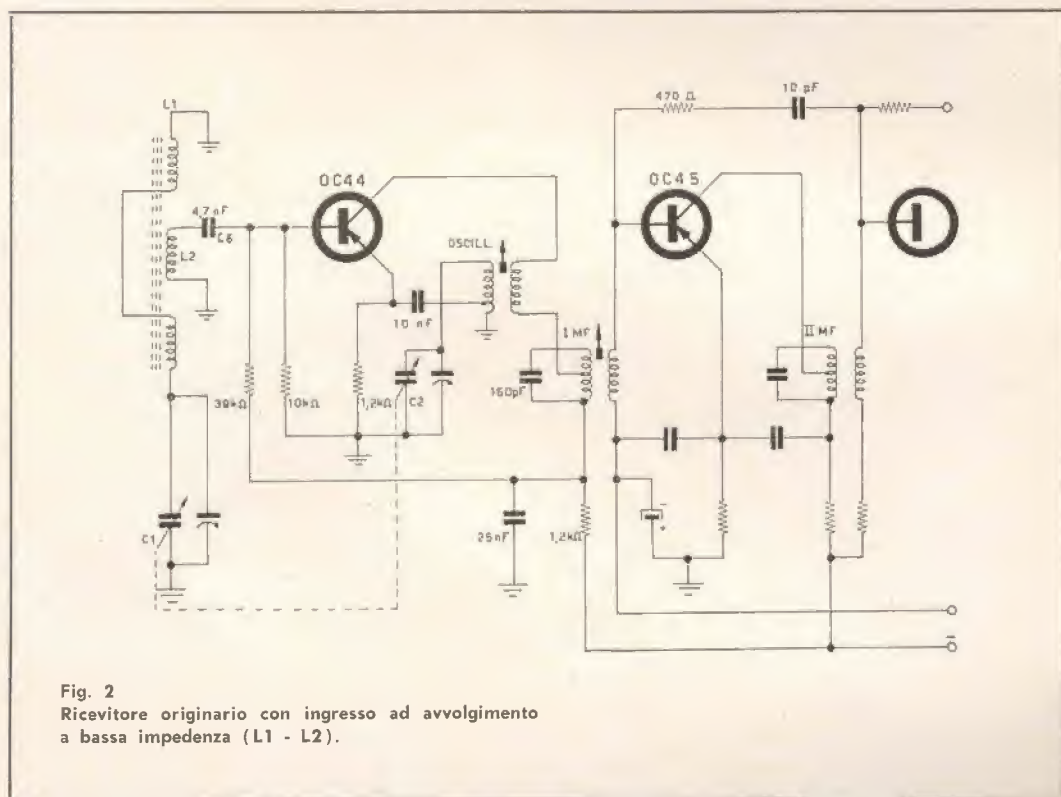 L1
470 Ω
10 pF
OC44
OC45
4,7 nF
C6
L2
OSCILL.
10 nF
I MF
II MF
160pF
39kΩ
10kΩ
1,2kΩ
C2
C1
25nF
1,2kΩ
-
+
-
Fig. 2
Ricevitore originario con ingresso ad avvolgimento
a bassa impedenza (L1 - L2).